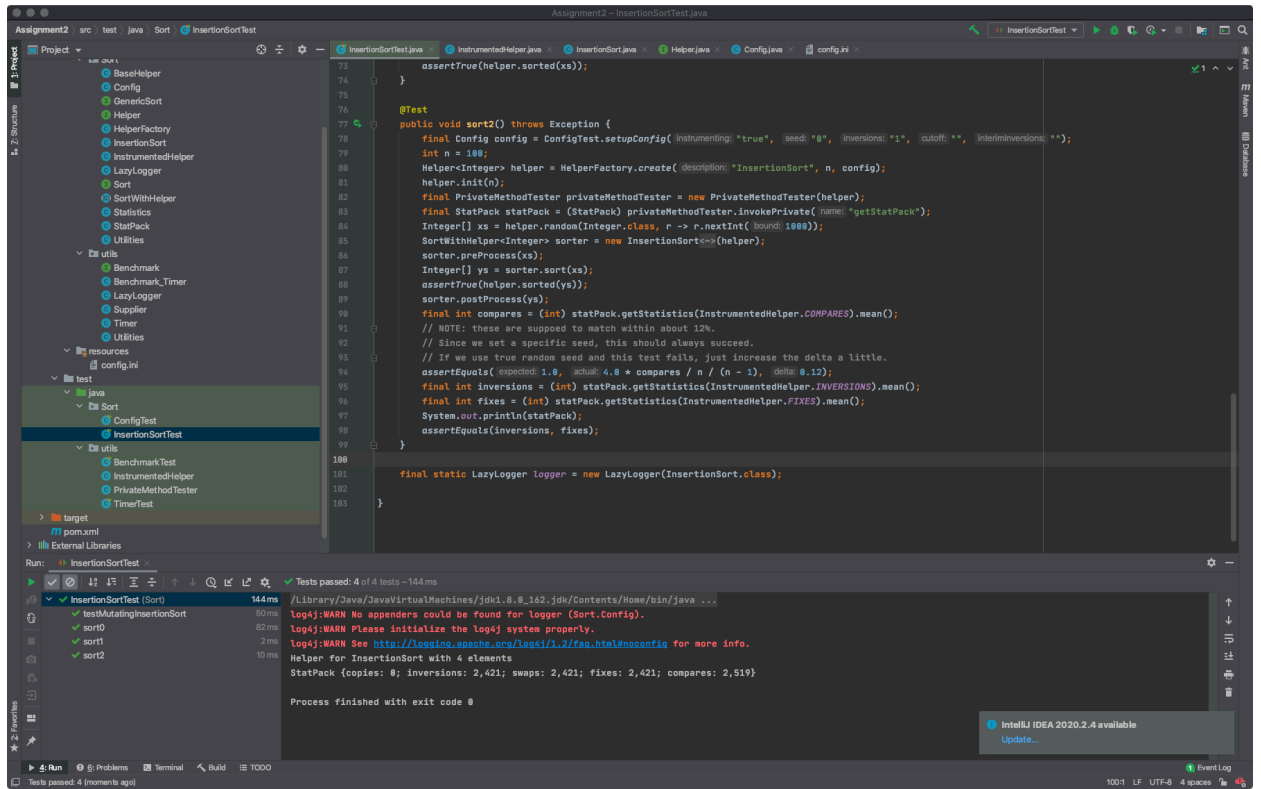 Assignment2 – InsertionSortTest.java
Assignment2 › src › test › java › Sort › InsertionSortTest
InsertionSortTest
1: Project
Project
InsertionSortTest.java
InstrumentedHelper.java
InsertionSort.java
Helper.java
Config.java
config.ini
Sort
BaseHelper
Config
GenericSort
Helper
HelperFactory
InsertionSort
InstrumentedHelper
LazyLogger
Sort
SortWithHelper
Statistics
StatPack
Utilities
utils
Benchmark
Benchmark_Timer
LazyLogger
Supplier
Timer
Utilities
resources
config.ini
test
java
Sort
ConfigTest
InsertionSortTest
utils
BenchmarkTest
InstrumentedHelper
PrivateMethodTester
TimerTest
target
pom.xml
External Libraries
7: Structure
2: Favorites
Ant
Maven
Database
1
73 assertTrue(helper.sorted(xs));
74 }
75
76 @Test
77 public void sort2() throws Exception {
78 final Config config = ConfigTest.setupConfig( instrumenting: "true", seed: "0", inversions: "1", cutoff: "", interimInversions: "");
79 int n = 100;
80 Helper<Integer> helper = HelperFactory.create( description: "InsertionSort", n, config);
81 helper.init(n);
82 final PrivateMethodTester privateMethodTester = new PrivateMethodTester(helper);
83 final StatPack statPack = (StatPack) privateMethodTester.invokePrivate( name: "getStatPack");
84 Integer[] xs = helper.random(Integer.class, r -> r.nextInt( bound: 1000));
85 SortWithHelper<Integer> sorter = new InsertionSort<~>(helper);
86 sorter.preProcess(xs);
87 Integer[] ys = sorter.sort(xs);
88 assertTrue(helper.sorted(ys));
89 sorter.postProcess(ys);
90 final int compares = (int) statPack.getStatistics(InstrumentedHelper.COMPARES).mean();
91 // NOTE: these are suppoed to match within about 12%.
92 // Since we set a specific seed, this should always succeed.
93 // If we use true random seed and this test fails, just increase the delta a little.
94 assertEquals( expected: 1.0, actual: 4.0 * compares / n / (n - 1), delta: 0.12);
95 final int inversions = (int) statPack.getStatistics(InstrumentedHelper.INVERSIONS).mean();
96 final int fixes = (int) statPack.getStatistics(InstrumentedHelper.FIXES).mean();
97 System.out.println(statPack);
98 assertEquals(inversions, fixes);
99 }
100
101 final static LazyLogger logger = new LazyLogger(InsertionSort.class);
102
103 }
Run: InsertionSortTest
Tests passed: 4 of 4 tests – 144 ms
InsertionSortTest (Sort) 144 ms
testMutatingInsertionSort 50 ms
sort0 82 ms
sort1 2 ms
sort2 10 ms
/Library/Java/JavaVirtualMachines/jdk1.8.0_162.jdk/Contents/Home/bin/java ...
log4j:WARN No appenders could be found for logger (Sort.Config).
log4j:WARN Please initialize the log4j system properly.
log4j:WARN See http://logging.apache.org/log4j/1.2/faq.html#noconfig for more info.
Helper for InsertionSort with 4 elements
StatPack {copies: 0; inversions: 2,421; swaps: 2,421; fixes: 2,421; compares: 2,519}
Process finished with exit code 0
IntelliJ IDEA 2020.2.4 available
Update...
4: Run
6: Problems
Terminal
Build
TODO
1 Event Log
Tests passed: 4 (moments ago)
100:1 LF UTF-8 4 spaces